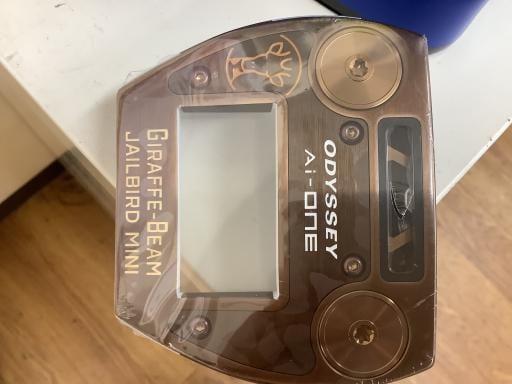 ODYSSEY
Ai-ONE
GIRAFFE-BEAM
JAILBIRD MINI